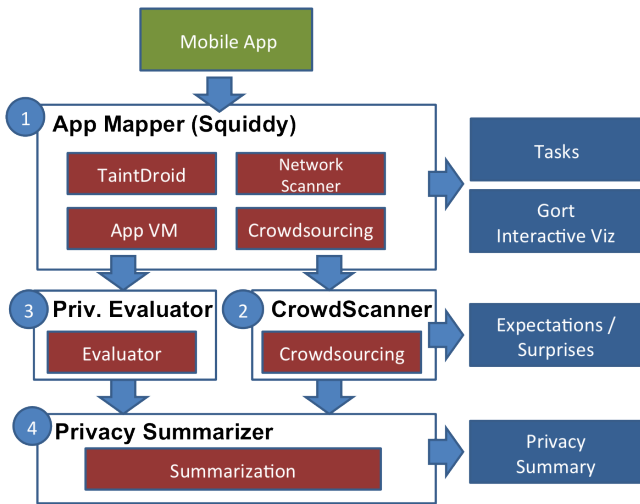 Mobile App
1
App Mapper (Squiddy)
TaintDroid
Network
Scanner
App VM
Crowdsourcing
Tasks
Gort
Interactive Viz
3
Priv. Evaluator
Evaluator
2
CrowdScanner
Crowdsourcing
Expectations /
Surprises
4
Privacy Summarizer
Summarization
Privacy
Summary